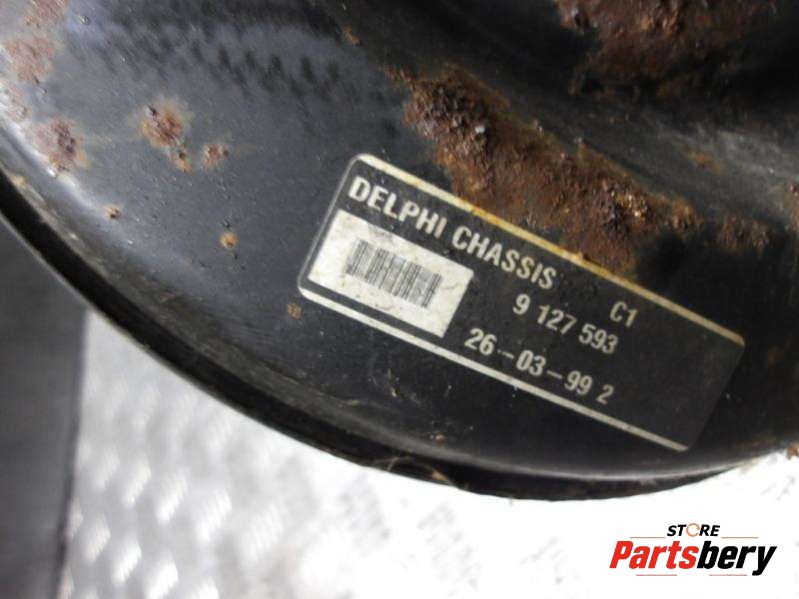 DELPHI CHASSIS C1
9 127 593
26-03-99 2
STORE
Partsbery